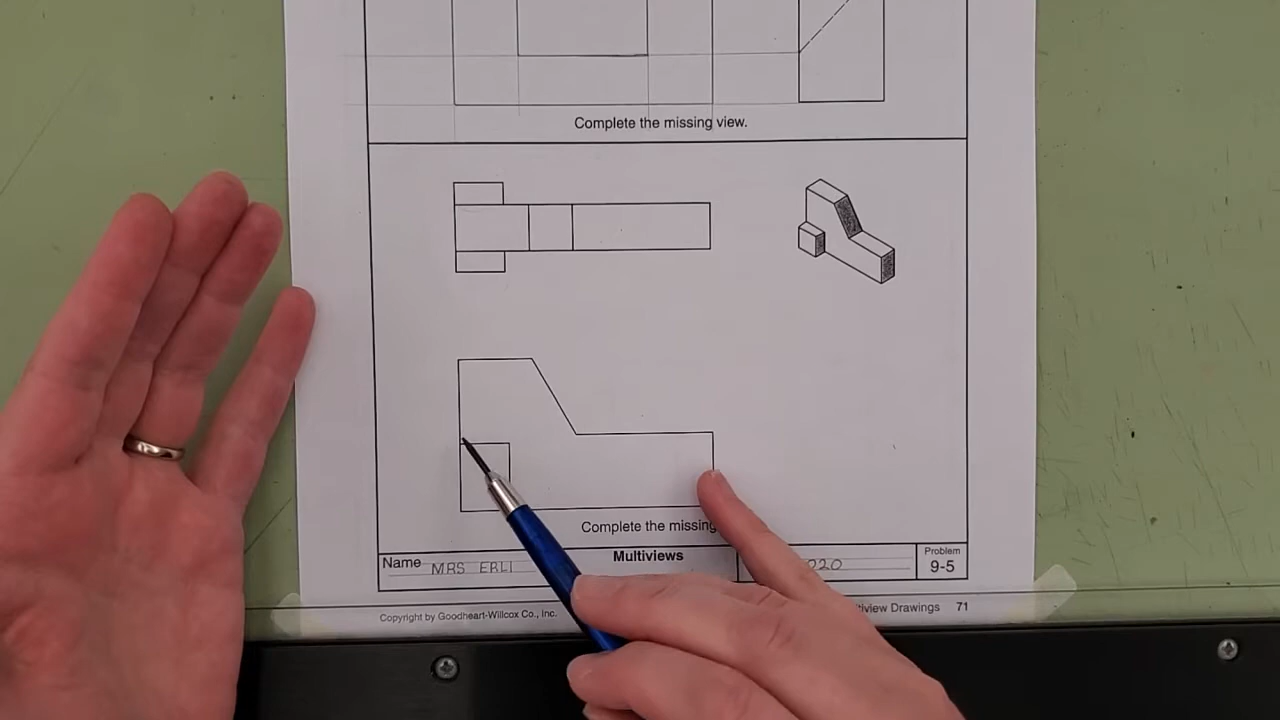 Complete the missing view.
Complete the missing
Name MRS ERLI
Multiviews
020
Problem
9-5
Copyright by Goodheart-Willcox Co., Inc.
Drawings 71